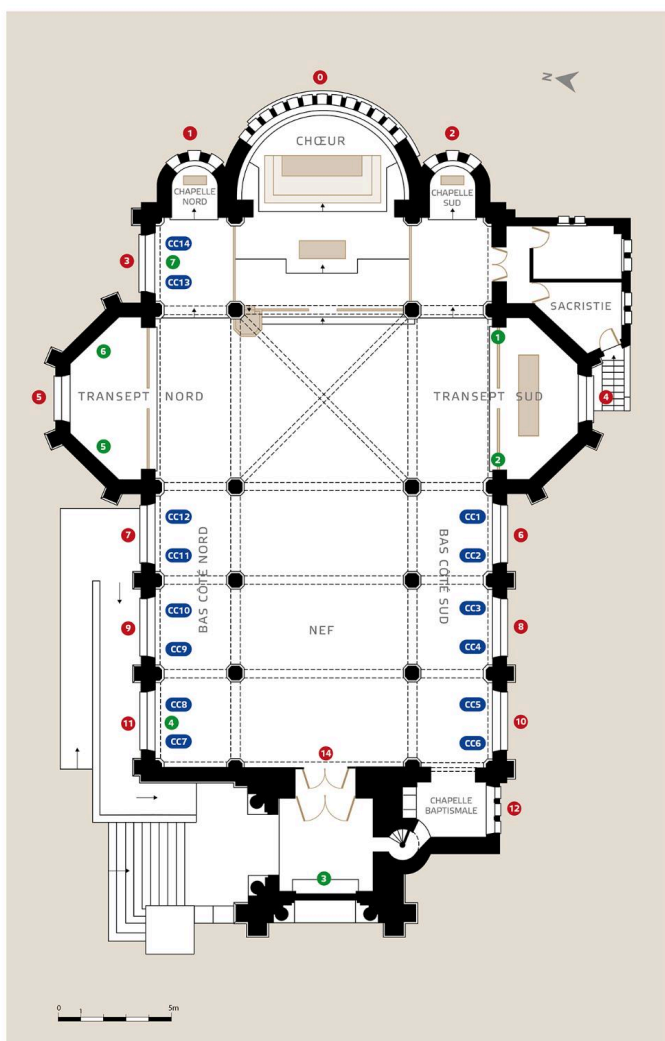 0
N
1
2
CHŒUR
CHAPELLE
NORD
CHAPELLE
SUD
CC14
3
7
CC13
SACRISTIE
6
1
5
TRANSEPT NORD
TRANSEPT SUD
4
5
2
CC12
CC1
7
6
CC11
CC2
BAS CÔTÉ NORD
BAS CÔTÉ SUD
CC10
CC3
9
NEF
8
CC9
CC4
CC8
CC5
11
4
10
CC7
CC6
14
CHAPELLE
BAPTISMALE
12
3
0
5m